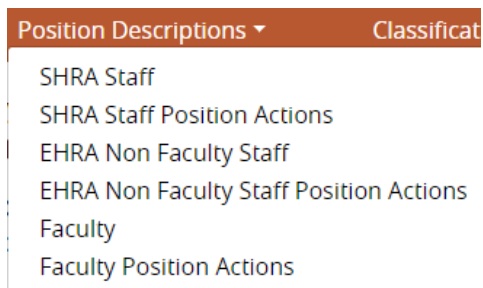 Position Descriptions Classificat
SHRA Staff
SHRA Staff Position Actions
EHRA Non Faculty Staff
EHRA Non Faculty Staff Position Actions
Faculty
Faculty Position Actions